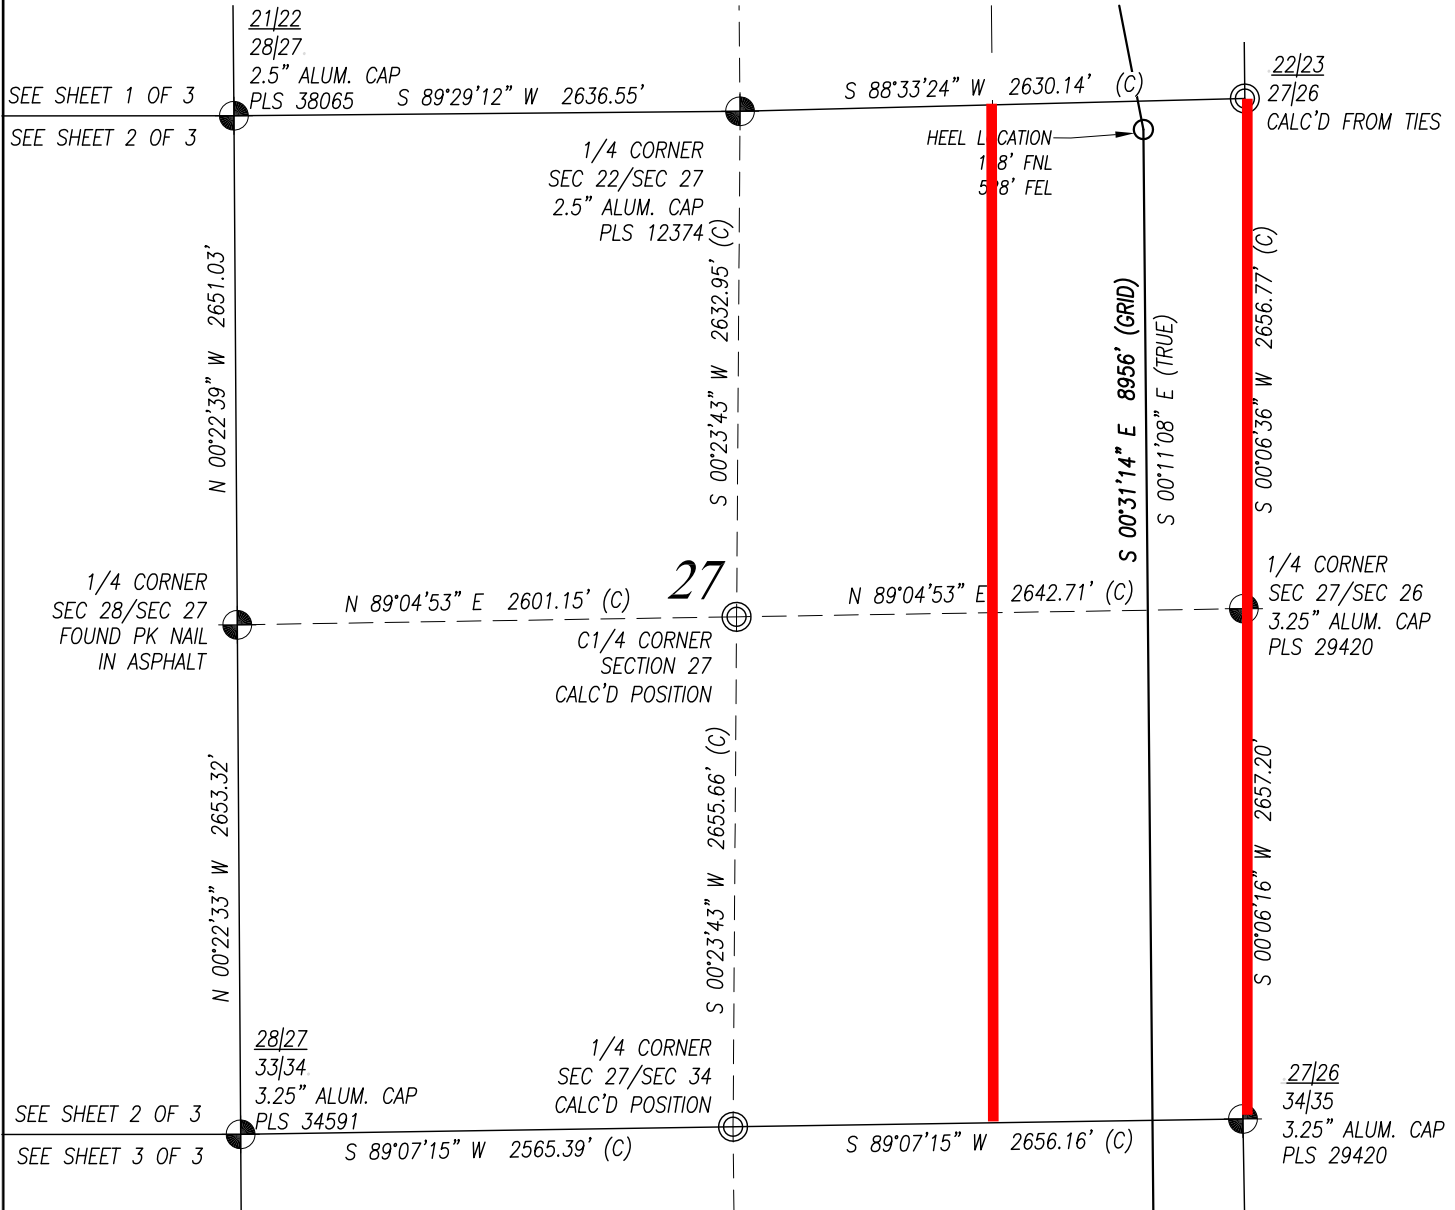 21|22
28|27
2.5" ALUM. CAP
PLS 38065
SEE SHEET 1 OF 3
SEE SHEET 2 OF 3
S 89°29'12" W 2636.55'
S 88°33'24" W 2630.14' (C)
22|23
27|26
CALC'D FROM TIES
1/4 CORNER
SEC 22/SEC 27
2.5" ALUM. CAP
PLS 12374
HEEL LOCATION
FNL
FEL
N 00°22'39" W 2651.03'
S 00°23'43" W 2632.95' (C)
S 00°31'14" E 8956' (GRID)
S 00°11'08" E (TRUE)
S 00°06'36" W 2656.77' (C)
1/4 CORNER
SEC 28/SEC 27
FOUND PK NAIL
IN ASPHALT
N 89°04'53" E 2601.15' (C)
27
N 89°04'53" E 2642.71' (C)
C1/4 CORNER
SECTION 27
CALC'D POSITION
1/4 CORNER
SEC 27/SEC 26
3.25" ALUM. CAP
PLS 29420
N 00°22'33" W 2653.32'
S 00°23'43" W 2655.66' (C)
S 00°06'16" W 2657.20'
28|27
33|34
3.25" ALUM. CAP
PLS 34591
SEE SHEET 2 OF 3
SEE SHEET 3 OF 3
1/4 CORNER
SEC 27/SEC 34
CALC'D POSITION
S 89°07'15" W 2565.39' (C)
S 89°07'15" W 2656.16' (C)
27|26
34|35
3.25" ALUM. CAP
PLS 29420